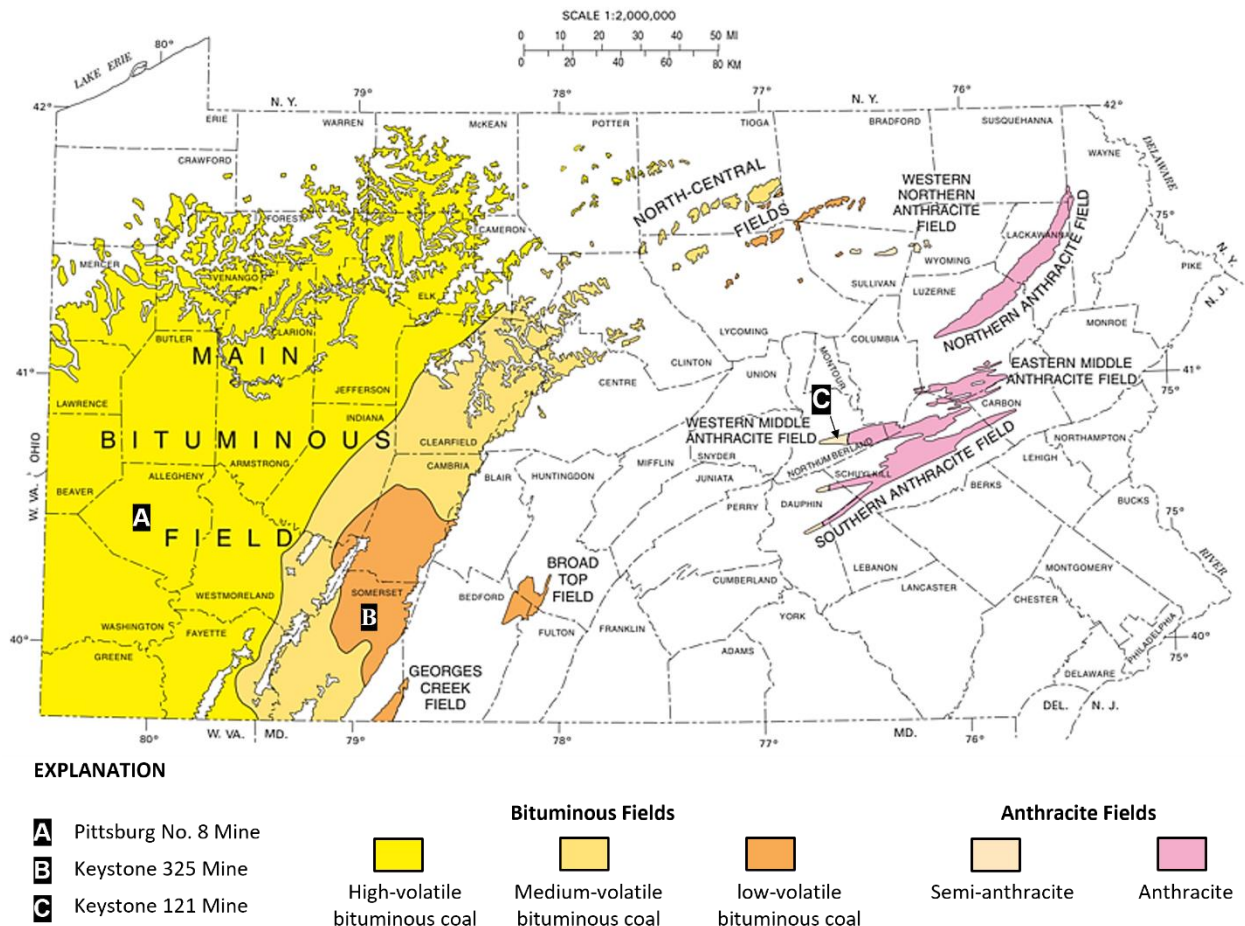 SCALE 1:2,000,000
0 10 20 30 40 50 MI
0 20 40 60 80 KM
80°
LAKE ERIE
79°
78°
77°
76°
42°
N. Y.
N. Y.
42°
ERIE
WARREN
McKEAN
POTTER
TIOGA
BRADFORD
SUSQUEHANNA
CRAWFORD
WAYNE
DELAWARE
NORTH-CENTRAL
FIELDS
WESTERN
NORTHERN
ANTHRACITE
FIELD
FOREST
CAMERON
75°
LACKAWANNA
MERCER
VENANGO
WYOMING
N. Y.
N. J.
PIKE
ELK
SULLIVAN
LUZERNE
NORTHERN ANTHRACITE FIELD
CLARION
BUTLER
LYCOMING
COLUMBIA
MONROE
MAIN
CLINTON
UNION
MONTOUR
EASTERN MIDDLE
ANTHRACITE FIELD
41°
41°
75°
CENTRE
JEFFERSON
C
CARBON
LAWRENCE
INDIANA
WESTERN MIDDLE
ANTHRACITE FIELD
BITUMINOUS
CLEARFIELD
NORTHUMBERLAND
NORTHAMPTON
OHIO
W. VA.
ARMSTRONG
CAMBRIA
SNYDER
MIFFLIN
LEHIGH
ALLEGHENY
BLAIR
HUNTINGDON
JUNIATA
SCHUYLKILL
BERKS
BEAVER
PERRY
DAUPHIN
SOUTHERN ANTHRACITE FIELD
BUCKS
A
75°
FIELD
RIVER
BROAD
TOP
FIELD
LEBANON
MONTGOMERY
CUMBERLAND
LANCASTER
WESTMORELAND
SOMERSET
BEDFORD
CHESTER
B
YORK
WASHINGTON
FAYETTE
FULTON
FRANKLIN
PHILADELPHIA
40°
40°
75°
GREENE
ADAMS
GEORGES
CREEK
FIELD
DELAWARE
DEL.
N. J.
80°
W. VA.
MD.
79°
78°
77°
MD.
76°
EXPLANATION
A Pittsburg No. 8 Mine
B Keystone 325 Mine
C Keystone 121 Mine
Bituminous Fields
High-volatile
bituminous coal
Medium-volatile
bituminous coal
low-volatile
bituminous coal
Anthracite Fields
Semi-anthracite
Anthracite